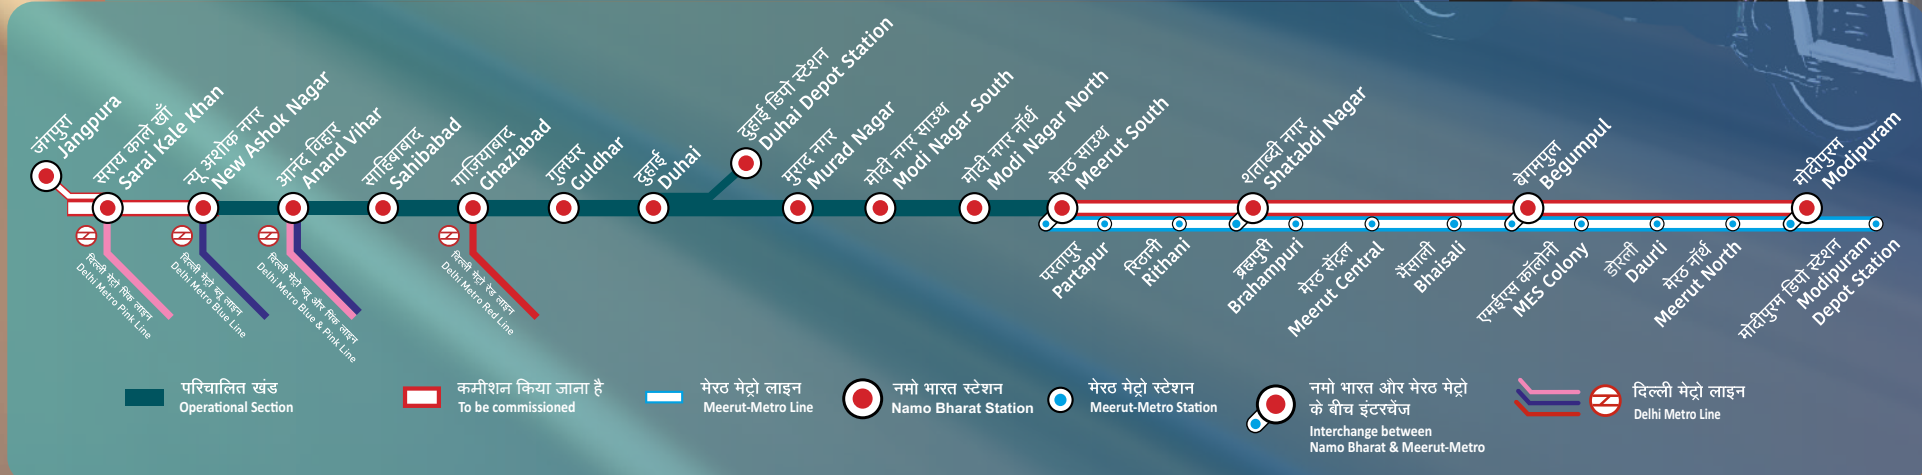 जंगपुरा
Jangpura
सराय काले खाँ
Sarai Kale Khan
न्यू अशोक नगर
New Ashok Nagar
आनंद विहार
Anand Vihar
साहिबाबाद
Sahibabad
गाज़ियाबाद
Ghaziabad
गुलधर
Guldhar
दुहाई
Duhai
दुहाई डिपो स्टेशन
Duhai Depot Station
मुराद नगर
Murad Nagar
मोदी नगर साउथ
Modi Nagar South
मोदी नगर नॉर्थ
Modi Nagar North
मेरठ साउथ
Meerut South
शताब्दी नगर
Shatabdi Nagar
बेगमपुल
Begumpul
मोदीपुरम
Modipuram
दिल्ली मेट्रो पिंक लाइन
Delhi Metro Pink Line
दिल्ली मेट्रो ब्लू लाइन
Delhi Metro Blue Line
दिल्ली मेट्रो ब्लू और पिंक लाइन
Delhi Metro Blue & Pink Line
दिल्ली मेट्रो रेड लाइन
Delhi Metro Red Line
परतापुर
Partapur
रिठानी
Rithani
ब्रह्मपुरी
Brahampuri
मेरठ सेंट्रल
Meerut Central
भैंसाली
Bhaisali
एमईएस कॉलोनी
MES Colony
डोरली
Daurli
मेरठ नॉर्थ
Meerut North
मोदीपुरम डिपो स्टेशन
Modipuram
Depot Station
परिचालित खंड
Operational Section
कमीशन किया जाना है
To be commissioned
मेरठ मेट्रो लाइन
Meerut-Metro Line
नमो भारत स्टेशन
Namo Bharat Station
मेरठ मेट्रो स्टेशन
Meerut-Metro Station
नमो भारत और मेरठ मेट्रो
के बीच इंटरचेंज
Interchange between
Namo Bharat & Meerut-Metro
दिल्ली मेट्रो लाइन
Delhi Metro Line